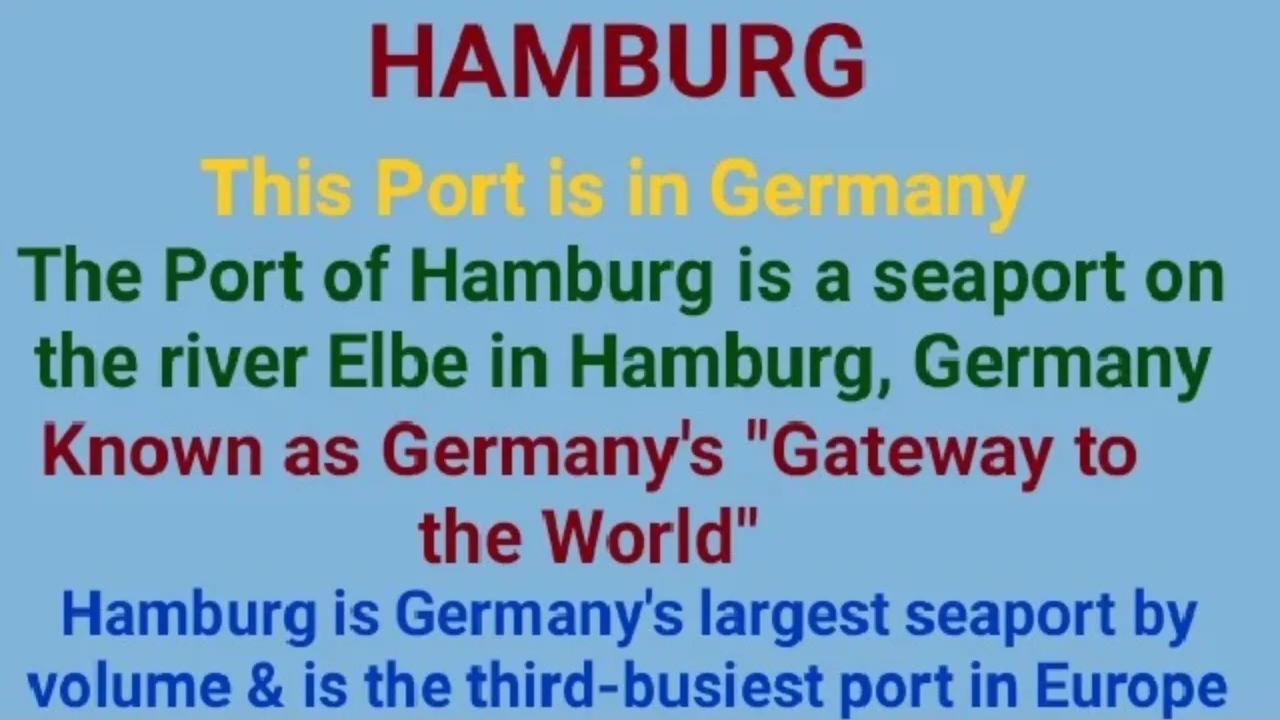 HAMBURG
This Port is in Germany
The Port of Hamburg is a seaport on
the river Elbe in Hamburg, Germany
Known as Germany's "Gateway to
the World"
Hamburg is Germany's largest seaport by
volume & is the third-busiest port in Europe